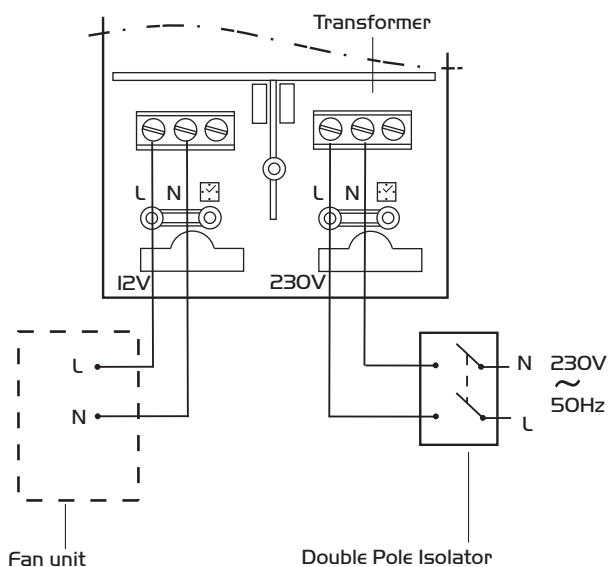 Transformer
L N
L N
12V
230V
L
N
N 230V
~
50Hz
L
Fan unit
Double Pole Isolator